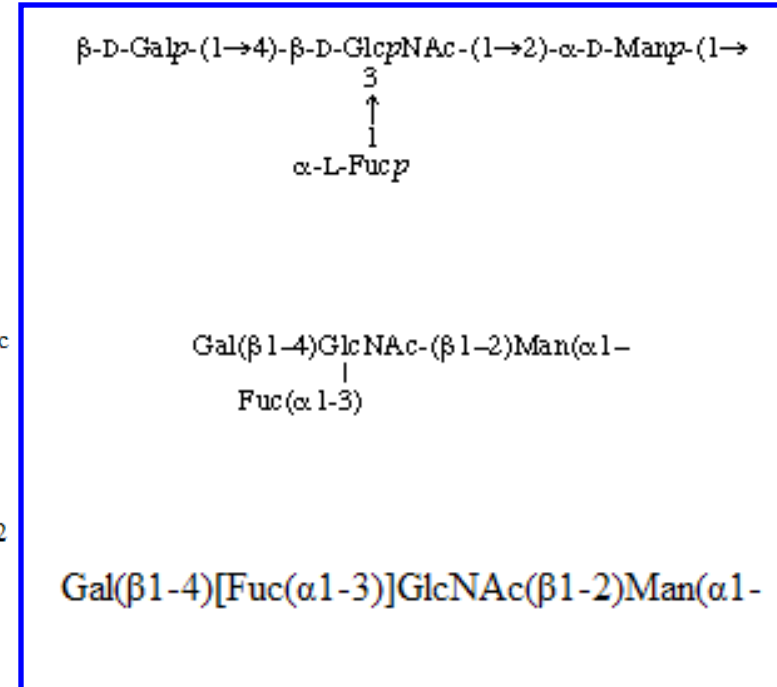 β-D-Galp-(1→4)-β-D-GlcpNAc-(1→2)-α-D-Manp-(1→
3
↑
1
α-L-Fucp
c
Gal(β1–4)GlcNAc-(β1–2)Man(α1–
|
Fuc(α1-3)
2
Gal(β1-4)[Fuc(α1-3)]GlcNAc(β1-2)Man(α1-